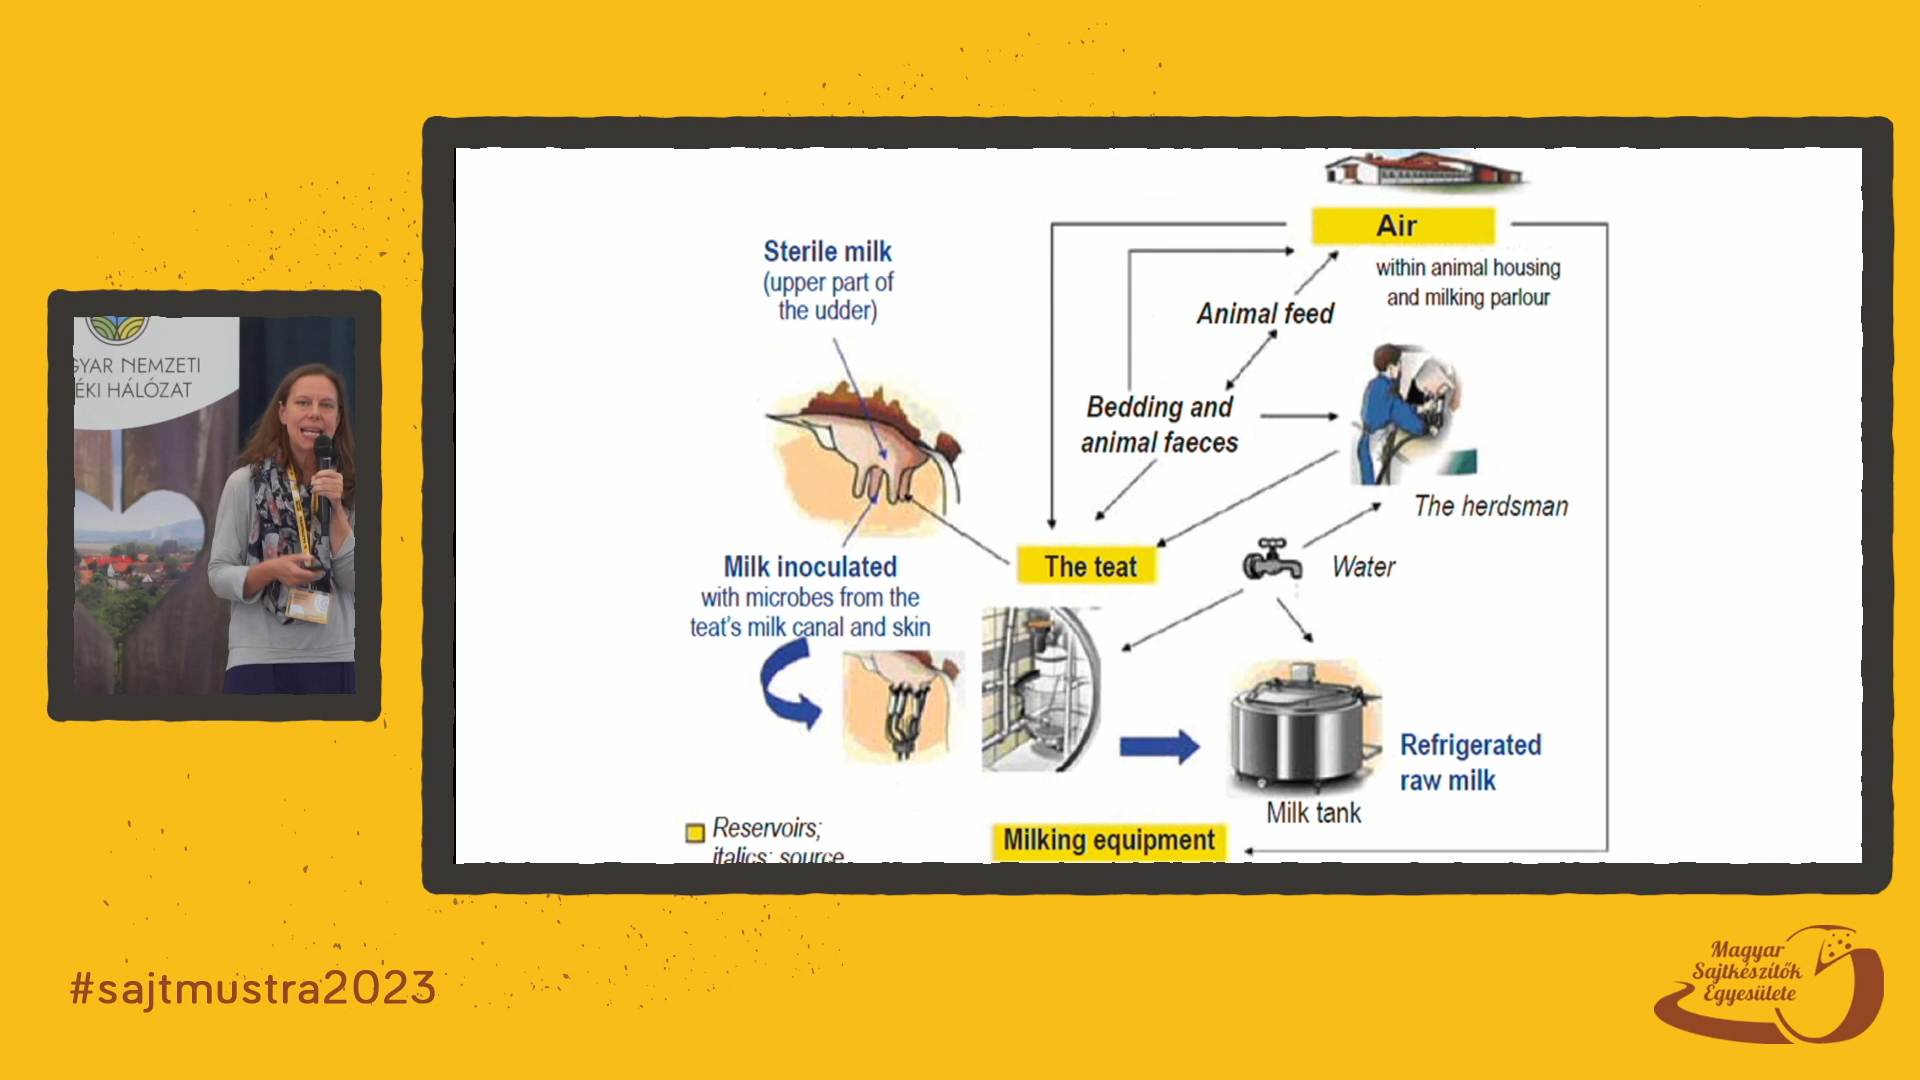 GYAR NEMZETI
ÉKI HÁLÓZAT
Air
within animal housing
and milking parlour
Sterile milk
(upper part of
the udder)
Animal feed
Bedding and
animal faeces
The herdsman
The teat
Water
Milk inoculated
with microbes from the
teat's milk canal and skin
Refrigerated
raw milk
Milk tank
Reservoirs;
italics: source
Milking equipment
#sajtmustra2023
Magyar
Sajtkészítők
Egyesülete